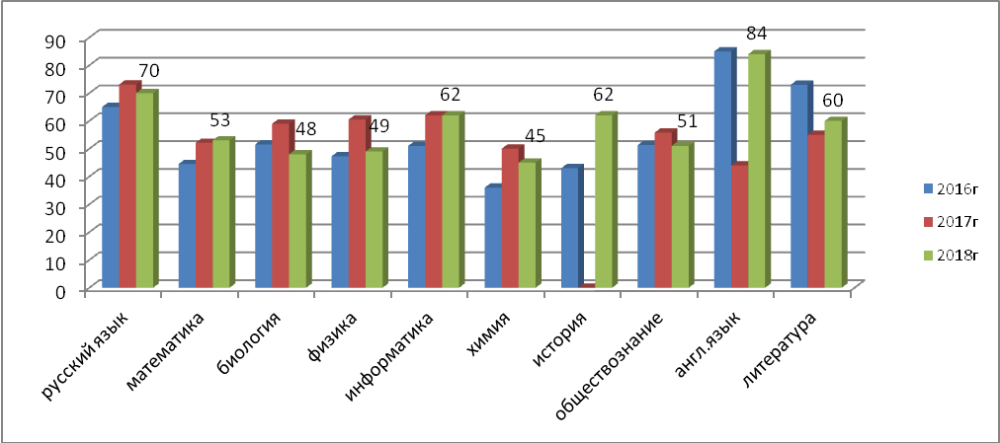 90
80
70
60
50
40
30
20
10
0
70
53
48
49
62
45
62
51
84
60
русский язык
математика
биология
физика
информатика
химия
история
обществознание
англ.язык
литература
2016г
2017г
2018г